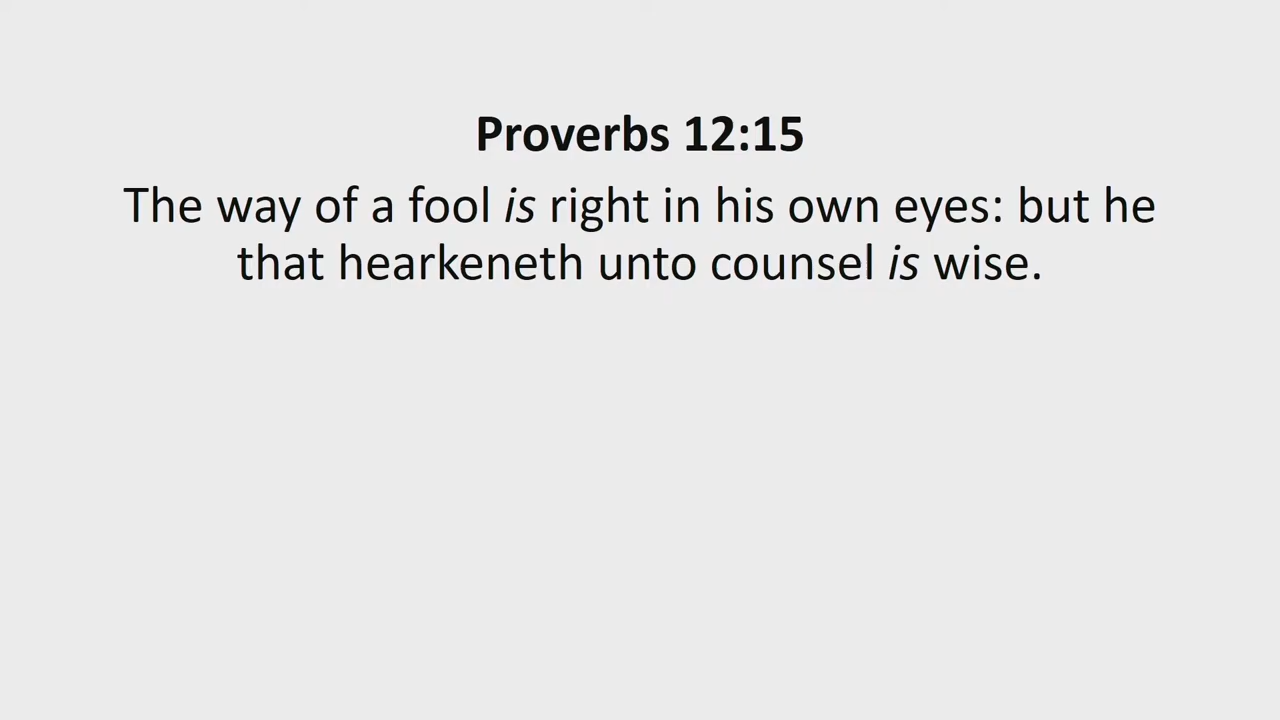 Proverbs 12:15
The way of a fool is right in his own eyes: but he
that hearkeneth unto counsel is wise.